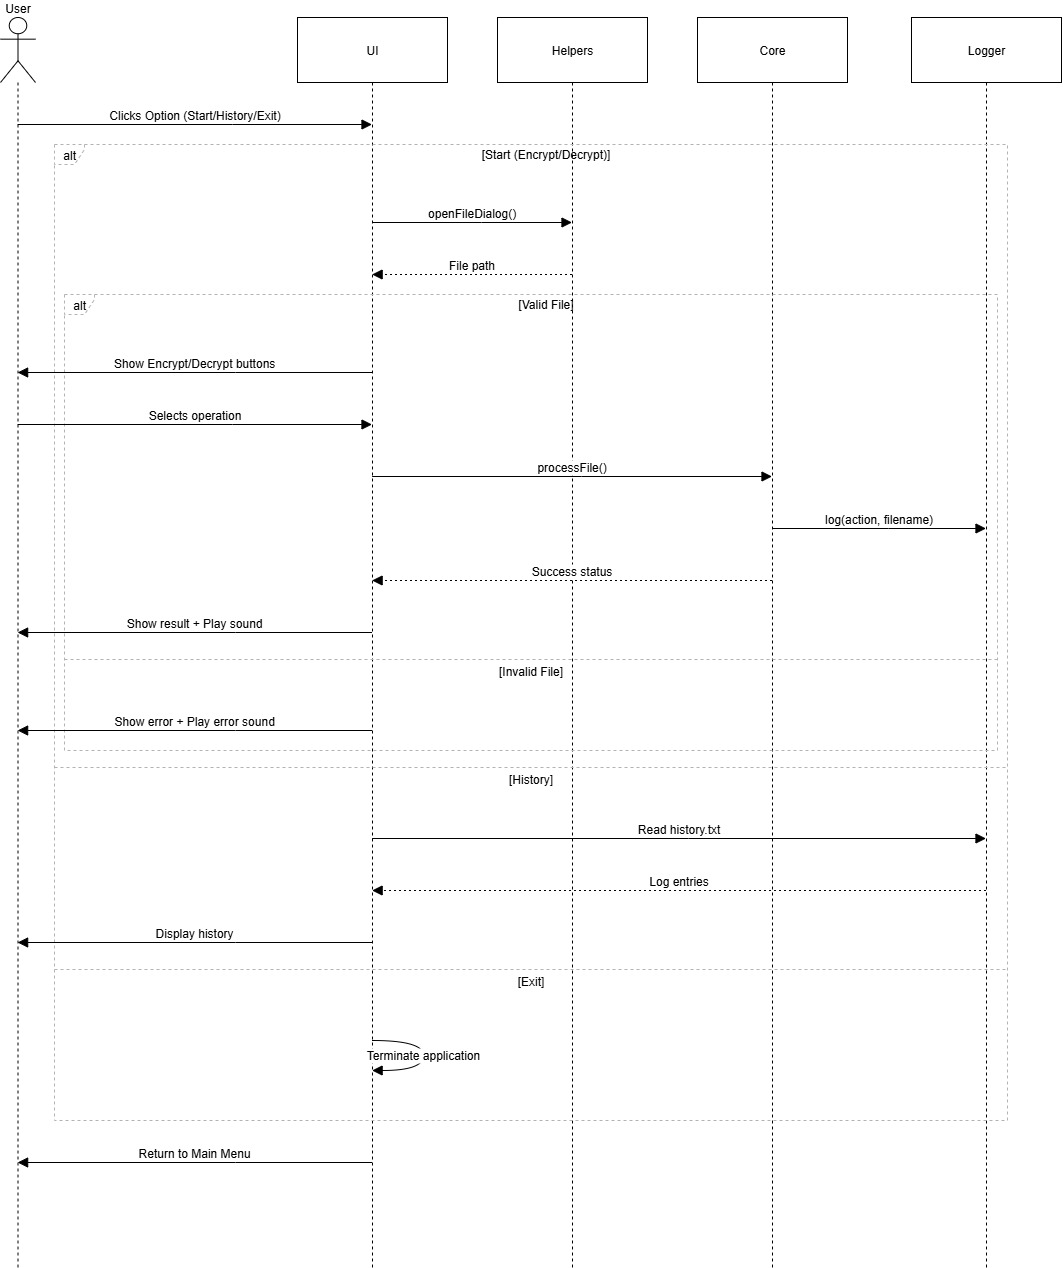 User
UI
Helpers
Core
Logger
Clicks Option (Start/History/Exit)
alt
[Start (Encrypt/Decrypt)]
openFileDialog()
File path
alt
[Valid File]
Show Encrypt/Decrypt buttons
Selects operation
processFile()
log(action, filename)
Success status
Show result + Play sound
[Invalid File]
Show error + Play error sound
[History]
Read history.txt
Log entries
Display history
[Exit]
Terminate application
Return to Main Menu